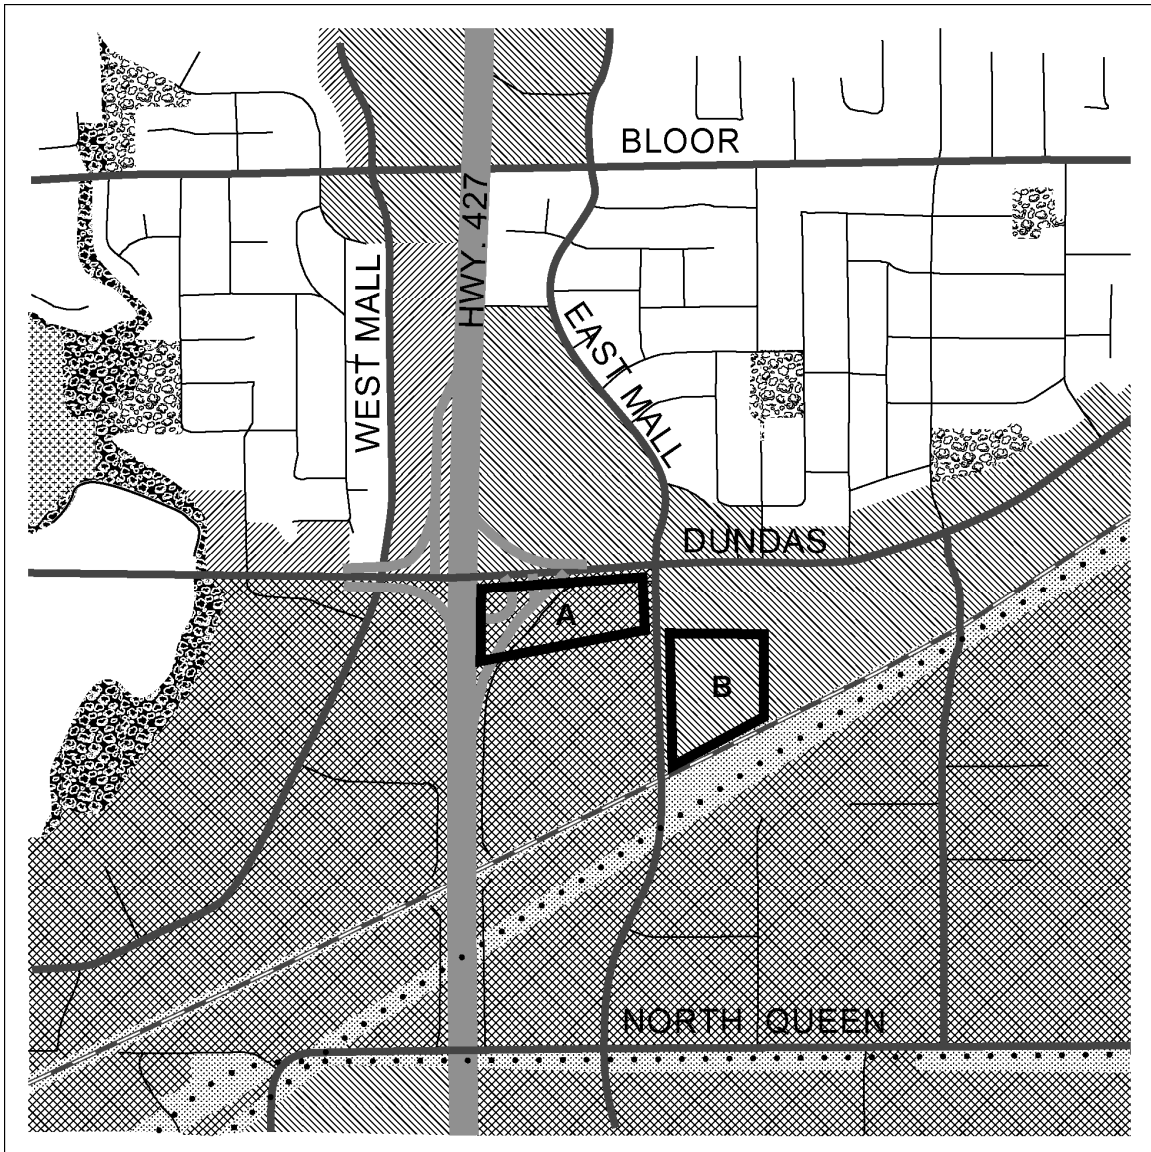 BLOOR
HWY. 427
WEST MALL
EAST MALL
DUNDAS
A
B
NORTH QUEEN